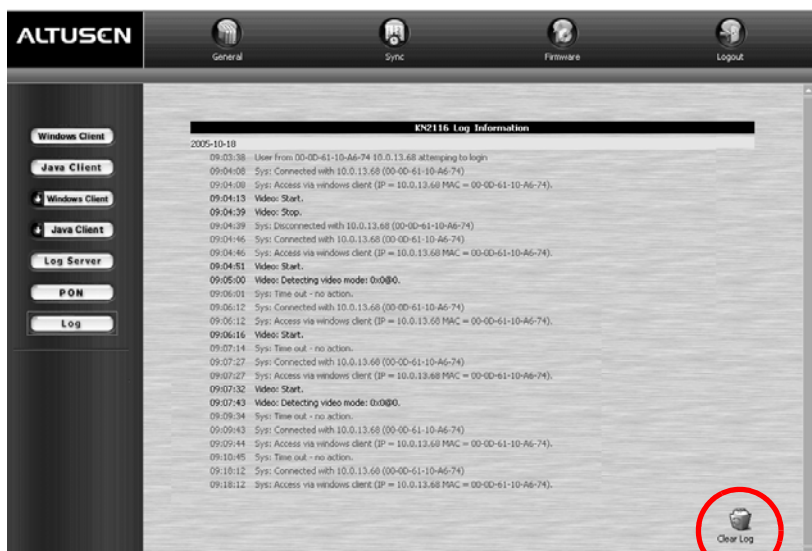 ALTUSEN
General
Sync
Firmware
Logout
Windows Client
Java Client
Windows Client
Java Client
Log Server
PON
Log
KN2116 Log Information
2005-10-18
09:03:38 User from 00-0D-61-10-A6-74 10.0.13.68 attemping to login
09:04:08 Sys: Connected with 10.0.13.68 (00-0D-61-10-A6-74)
09:04:08 Sys: Access via windows client (IP = 10.0.13.68 MAC = 00-0D-61-10-A6-74).
09:04:13 Video: Start.
09:04:39 Video: Stop.
09:04:39 Sys: Disconnected with 10.0.13.68 (00-0D-61-10-A6-74)
09:04:46 Sys: Connected with 10.0.13.68 (00-0D-61-10-A6-74)
09:04:46 Sys: Access via windows client (IP = 10.0.13.68 MAC = 00-0D-61-10-A6-74).
09:04:51 Video: Start.
09:05:00 Video: Detecting video mode: 0x0@0.
09:06:01 Sys: Time out - no action.
09:06:12 Sys: Connected with 10.0.13.68 (00-0D-61-10-A6-74)
09:06:12 Sys: Access via windows client (IP = 10.0.13.68 MAC = 00-0D-61-10-A6-74).
09:06:16 Video: Start.
09:07:14 Sys: Time out - no action.
09:07:27 Sys: Connected with 10.0.13.68 (00-0D-61-10-A6-74)
09:07:27 Sys: Access via windows client (IP = 10.0.13.68 MAC = 00-0D-61-10-A6-74).
09:07:32 Video: Start.
09:07:43 Video: Detecting video mode: 0x0@0.
09:09:34 Sys: Time out - no action.
09:09:43 Sys: Connected with 10.0.13.68 (00-0D-61-10-A6-74)
09:09:44 Sys: Access via windows client (IP = 10.0.13.68 MAC = 00-0D-61-10-A6-74).
09:10:45 Sys: Time out - no action.
09:18:12 Sys: Connected with 10.0.13.68 (00-0D-61-10-A6-74)
09:18:12 Sys: Access via windows client (IP = 10.0.13.68 MAC = 00-0D-61-10-A6-74).
Clear Log